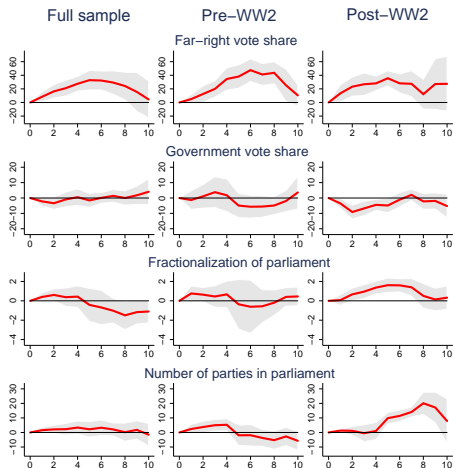 Full sample Pre−WW2 Post−WW2
Far−right vote share
−20 0 20 40 60
−20 0 20 40 60
−20 0 20 40 60
0 2 4 6 8 10
0 2 4 6 8 10
0 2 4 6 8 10
Government vote share
−20 −10 0 10 20
−20 −10 0 10 20
−20 −10 0 10 20
0 2 4 6 8 10
0 2 4 6 8 10
0 2 4 6 8 10
Fractionalization of parliament
−4 −2 0 2
−4 −2 0 2
−4 −2 0 2
0 2 4 6 8 10
0 2 4 6 8 10
0 2 4 6 8 10
Number of parties in parliament
−10 0 10 20 30
−10 0 10 20 30
−10 0 10 20 30
0 2 4 6 8 10
0 2 4 6 8 10
0 2 4 6 8 10